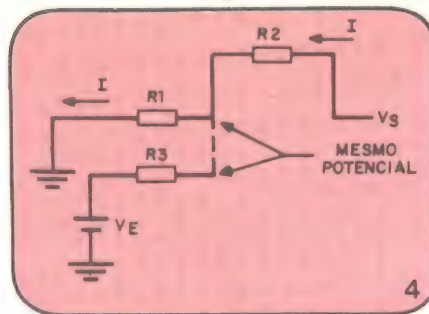 I
R2
I
R1
VS
MESMO
POTENCIAL
R3
VE
4